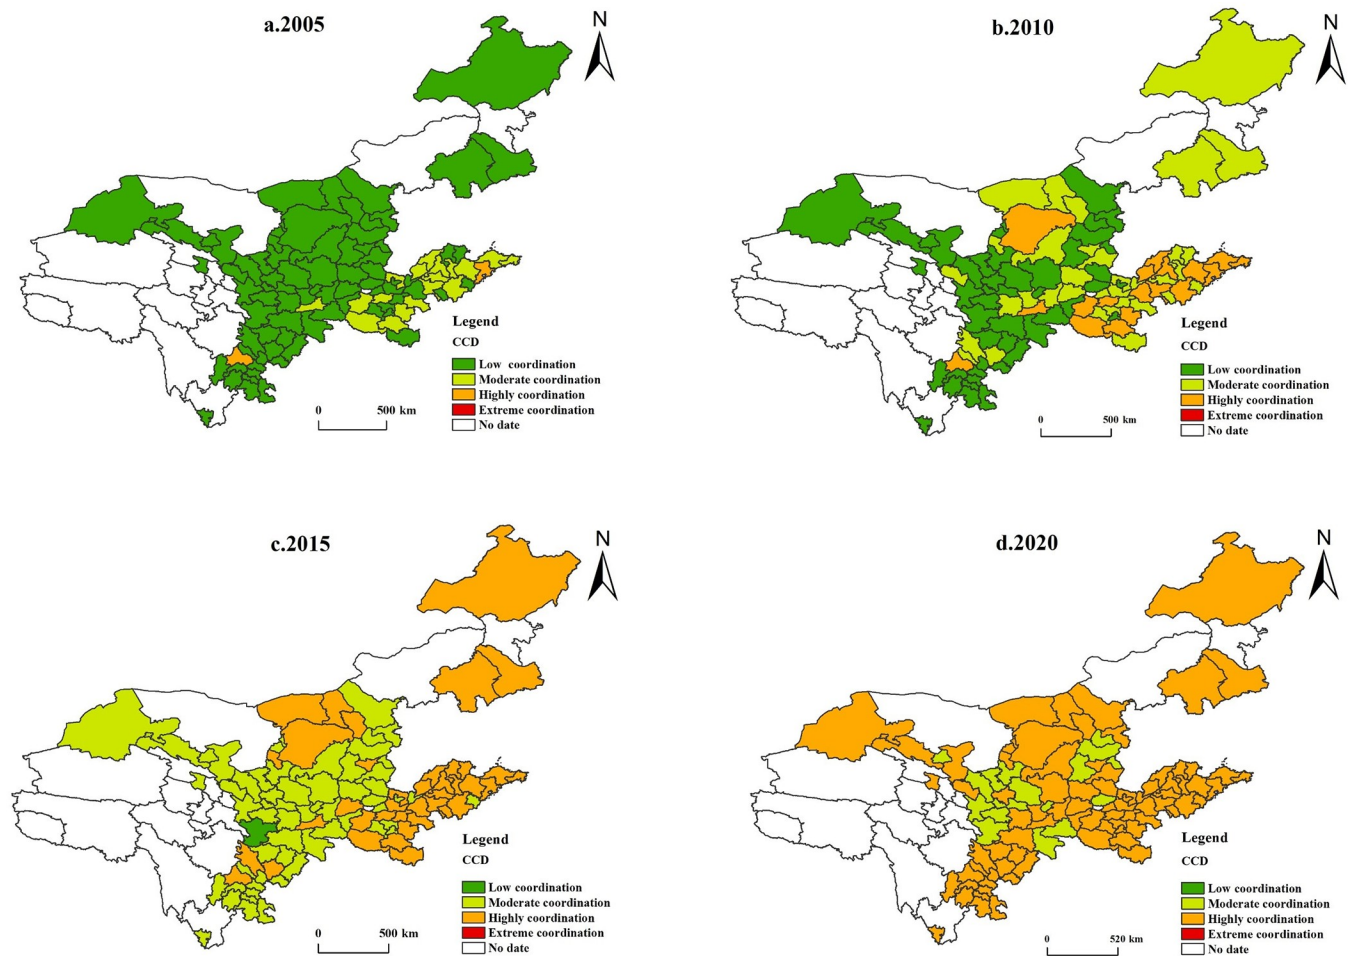 a.2005
N
Legend
CCD
Low coordination
Moderate coordination
Highly coordination
Extreme coordination
No date
0 500 km
b.2010
N
Legend
CCD
Low coordination
Moderate coordination
Highly coordination
Extreme coordination
No date
0 500 km
c.2015
N
Legend
CCD
Low coordination
Moderate coordination
Highly coordination
Extreme coordination
No date
0 500 km
d.2020
N
Legend
CCD
Low coordination
Moderate coordination
Highly coordination
Extreme coordination
No date
0 520 km